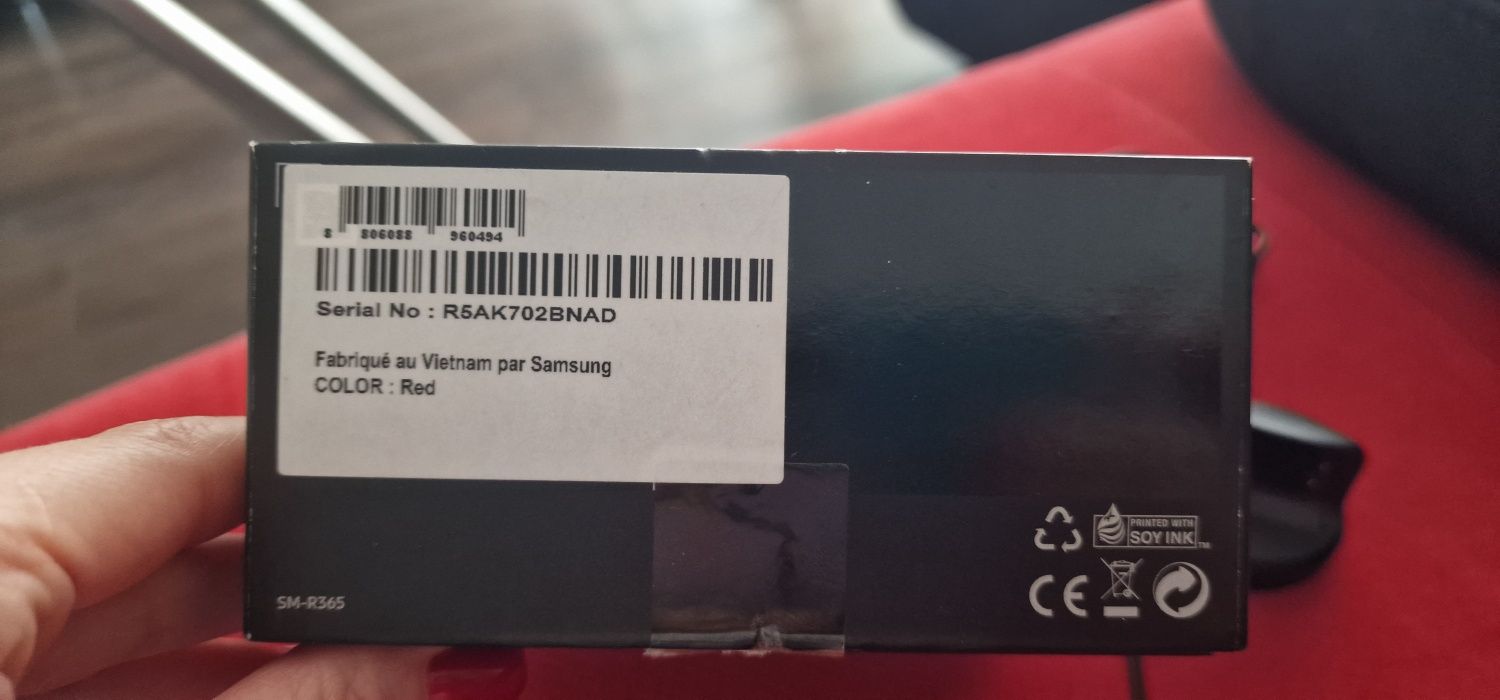 8 806088 960494
Serial No : R5AK702BNAD
Fabriqué au Vietnam par Samsung
COLOR : Red
PRINTED WITH
SOY INK™
CE
SM-R365